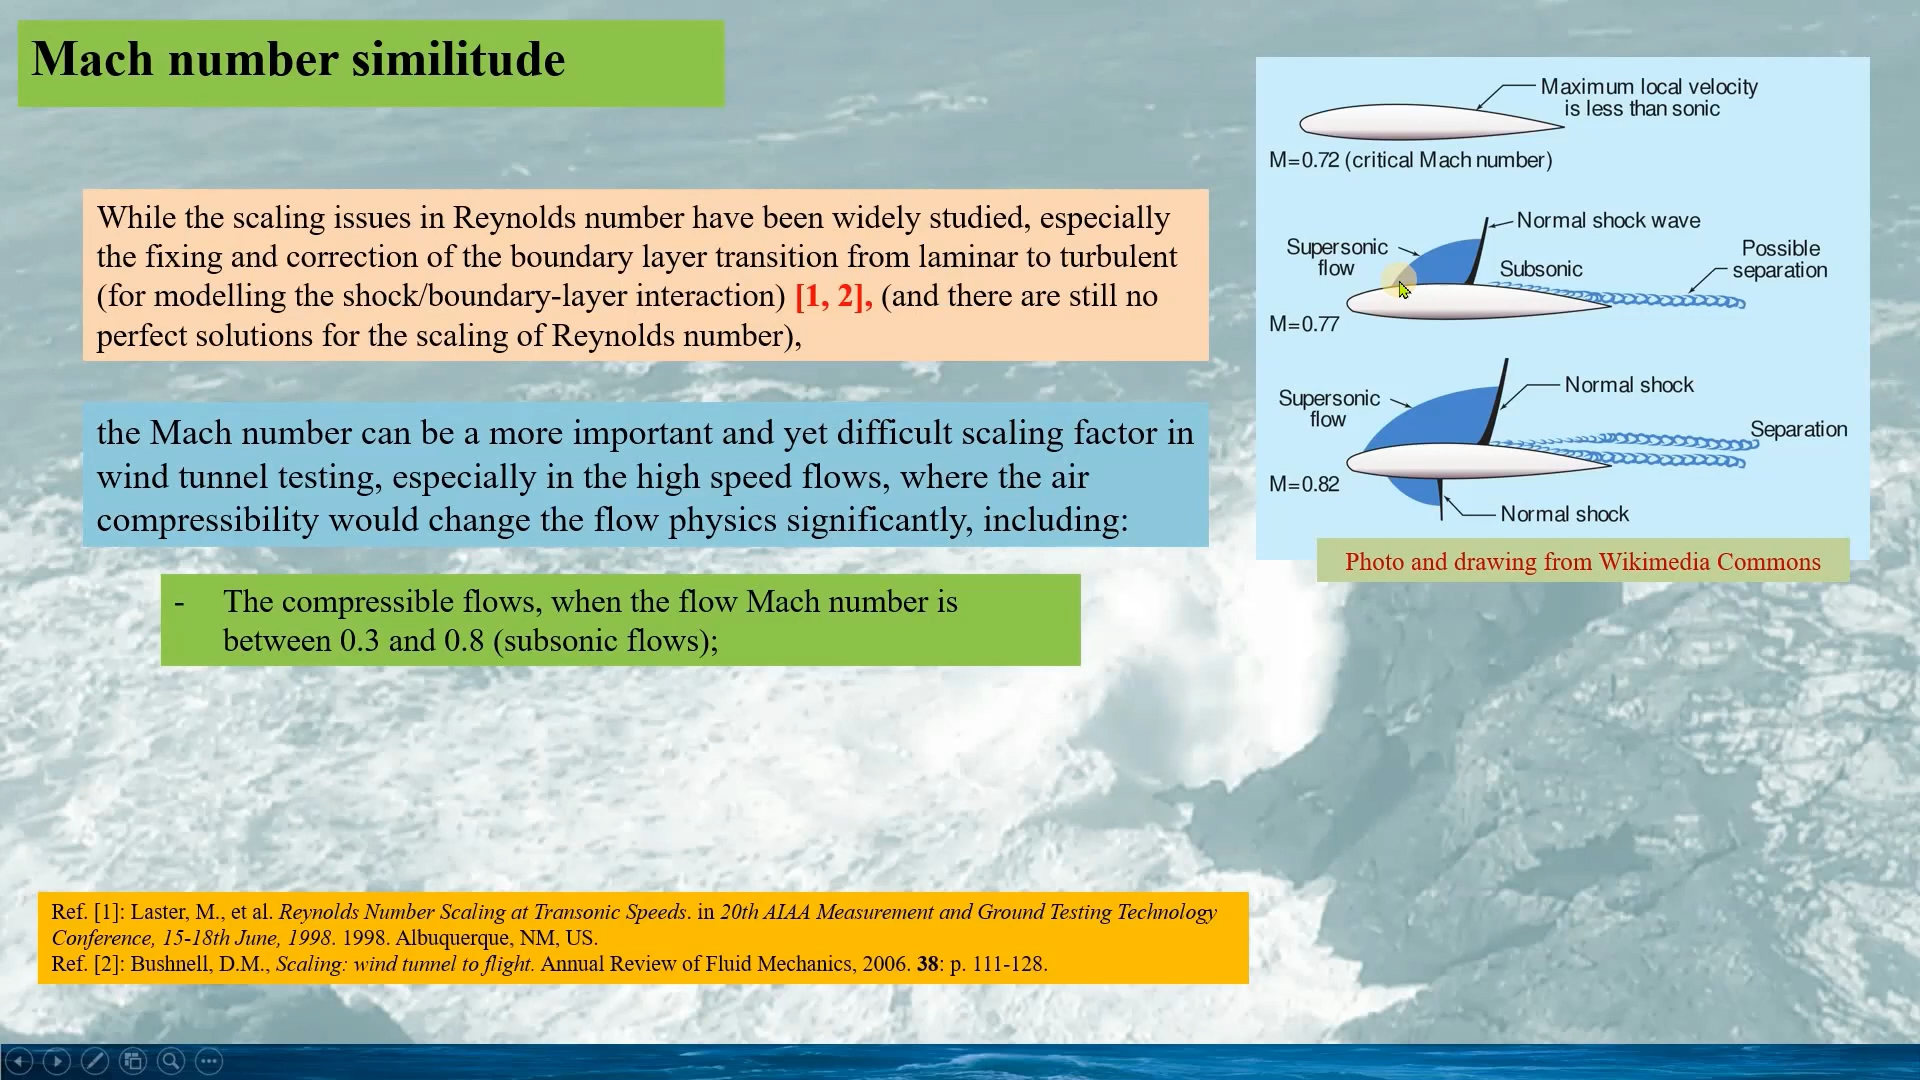 Mach number similitude
While the scaling issues in Reynolds number have been widely studied, especially
the fixing and correction of the boundary layer transition from laminar to turbulent
(for modelling the shock/boundary-layer interaction) [1, 2], (and there are still no
perfect solutions for the scaling of Reynolds number),
the Mach number can be a more important and yet difficult scaling factor in
wind tunnel testing, especially in the high speed flows, where the air
compressibility would change the flow physics significantly, including:
- The compressible flows, when the flow Mach number is
between 0.3 and 0.8 (subsonic flows);
Maximum local velocity
is less than sonic
M=0.72 (critical Mach number)
Normal shock wave
Supersonic
flow
Subsonic
Possible
separation
M=0.77
Supersonic
flow
Normal shock
Separation
M=0.82
Normal shock
Photo and drawing from Wikimedia Commons
Ref. [1]: Laster, M., et al. Reynolds Number Scaling at Transonic Speeds. in 20th AIAA Measurement and Ground Testing Technology
Conference, 15-18th June, 1998. 1998. Albuquerque, NM, US.
Ref. [2]: Bushnell, D.M., Scaling: wind tunnel to flight. Annual Review of Fluid Mechanics, 2006. 38: p. 111-128.